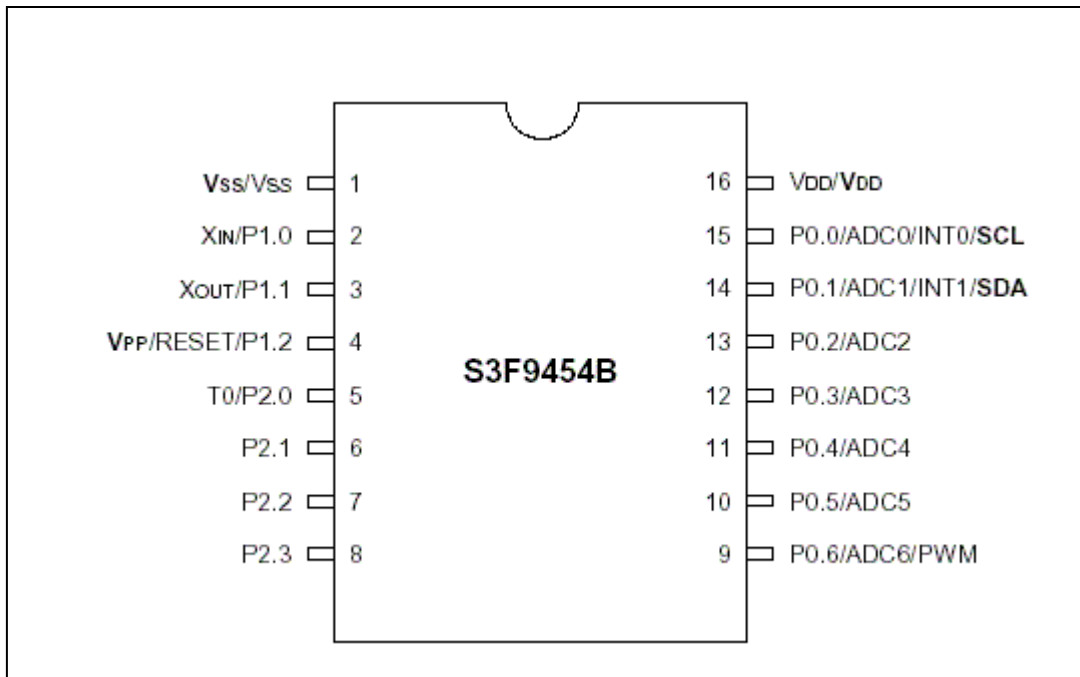 Vss/Vss 1
XIN/P1.0 2
XOUT/P1.1 3
VPP/RESET/P1.2 4
T0/P2.0 5
P2.1 6
P2.2 7
P2.3 8
S3F9454B
16 VDD/VDD
15 P0.0/ADC0/INT0/SCL
14 P0.1/ADC1/INT1/SDA
13 P0.2/ADC2
12 P0.3/ADC3
11 P0.4/ADC4
10 P0.5/ADC5
9 P0.6/ADC6/PWM